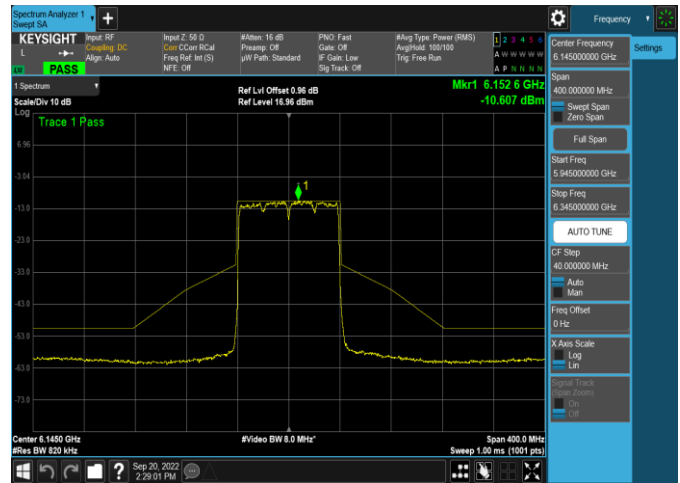 Spectrum Analyzer 1
Swept SA
+
Frequency
KEYSIGHT
L
PASS
Input: RF
Coupling: DC
Align: Auto
Input Z: 50 Ω
Corr CCorr RCal
Freq Ref: Int (S)
NFE: Off
#Atten: 16 dB
Preamp: Off
µW Path: Standard
PNO: Fast
Gate: Off
IF Gain: Low
Sig Track: Off
#Avg Type: Power (RMS)
Avg|Hold: 100/100
Trig: Free Run
1 2 3 4 5 6
A W W W W W
A P N N N N
1 Spectrum
Scale/Div 10 dB
Log
Ref Lvl Offset 0.96 dB
Ref Level 16.96 dBm
Mkr1 6.152 6 GHz
-10.607 dBm
Trace 1 Pass
1
6.96
-3.04
-13.0
-23.0
-33.0
-43.0
-53.0
-63.0
-73.0
Center 6.1450 GHz
#Res BW 820 kHz
#Video BW 8.0 MHz*
Span 400.0 MHz
Sweep 1.00 ms (1001 pts)
?
Sep 20, 2022
2:29:01 PM
Settings
Center Frequency
6.145000000 GHz
Span
400.000000 MHz
Swept Span
Zero Span
Full Span
Start Freq
5.945000000 GHz
Stop Freq
6.345000000 GHz
AUTO TUNE
CF Step
40.000000 MHz
Auto
Man
Freq Offset
0 Hz
X Axis Scale
Log
Lin
Signal Track
(Span Zoom)
On
Off